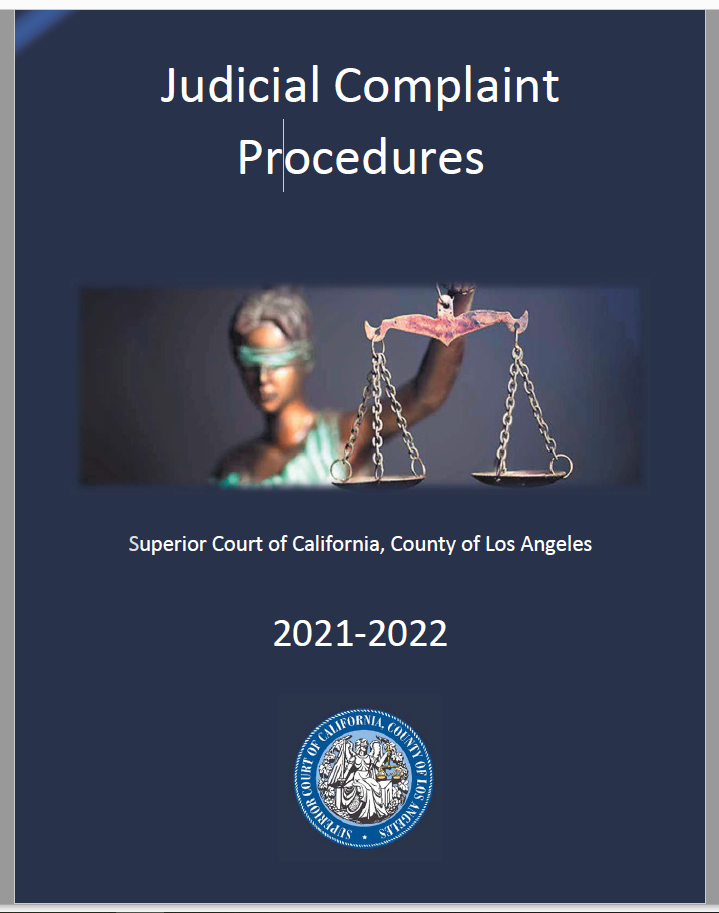 Judicial Complaint
Procedures
Superior Court of California, County of Los Angeles
2021-2022
SUPERIOR COURT OF CALIFORNIA, COUNTY OF LOS ANGELES